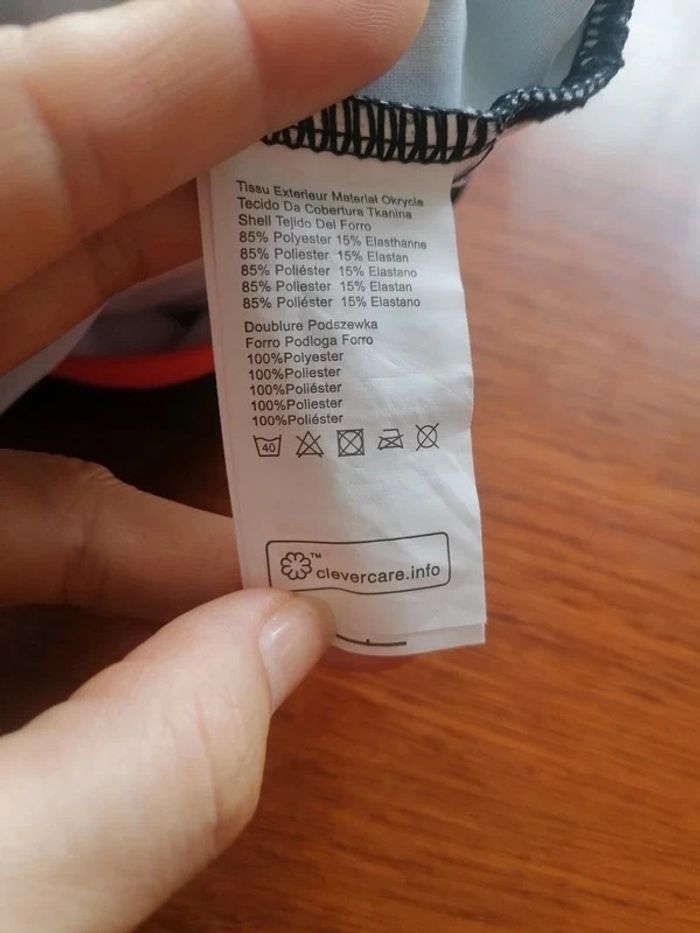 Tissu Exterieur Material Okrycia
Tecido Da Cobertura Tkanina
Shell Tejido Del Forro
85% Polyester 15% Elasthanne
85% Poliester 15% Elastan
85% Poliéster 15% Elastano
85% Poliester 15% Elastan
85% Poliéster 15% Elastano
Doublure Podszewka
Forro Podloga Forro
100%Polyester
100%Poliester
100%Poliéster
100%Poliester
100%Poliéster
40
™
clevercare.info